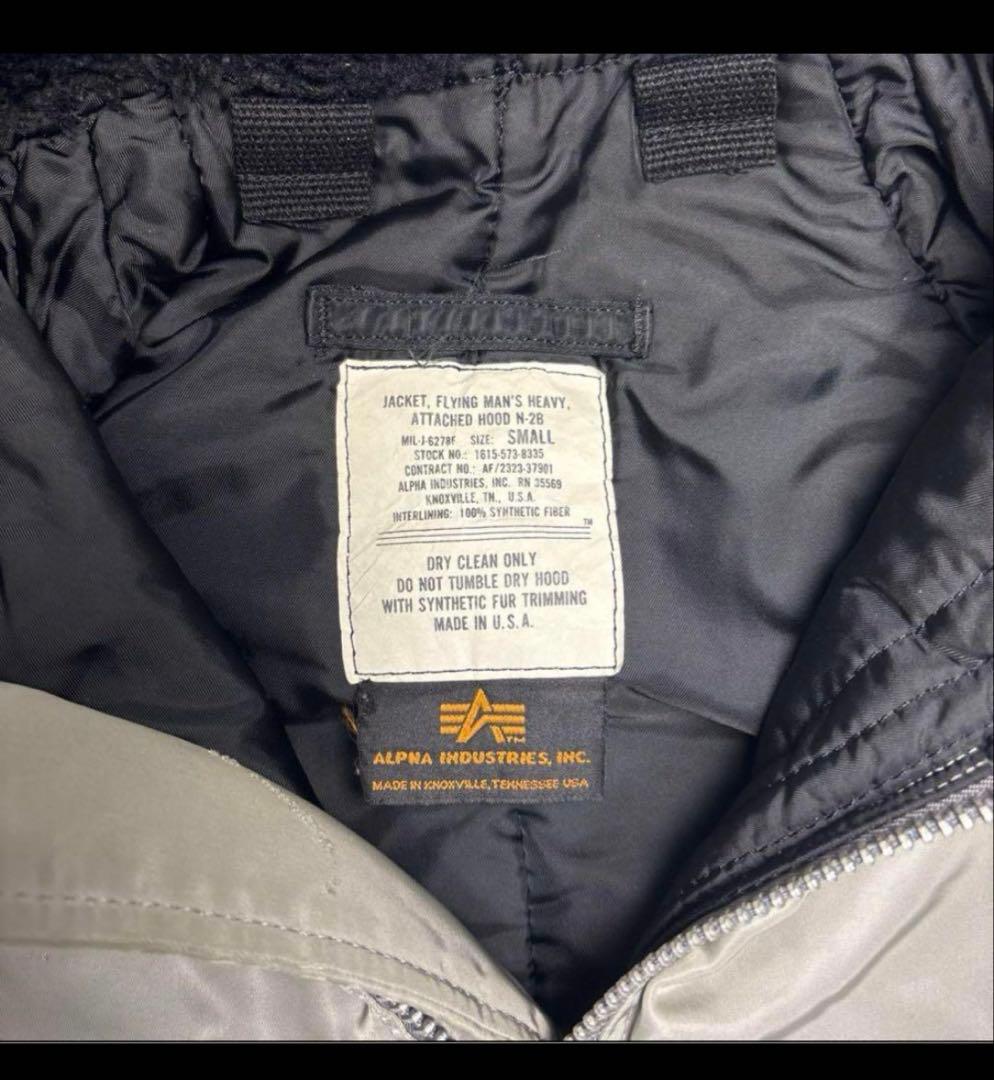 JACKET, FLYING MAN'S HEAVY,
ATTACHED HOOD N-2B
MIL-J-6278F SIZE: SMALL
STOCK NO.: 1615-573-8335
CONTRACT NO.: AF/2323-37901
ALPHA INDUSTRIES, INC. RN 35569
KNOXVILLE, TN., U.S.A.
INTERLINING: 100% SYNTHETIC FIBER
TM
DRY CLEAN ONLY
DO NOT TUMBLE DRY HOOD
WITH SYNTHETIC FUR TRIMMING
MADE IN U.S.A.
TM
ALPHA INDUSTRIES, INC.
MADE IN KNOXVILLE, TENNESSEE USA